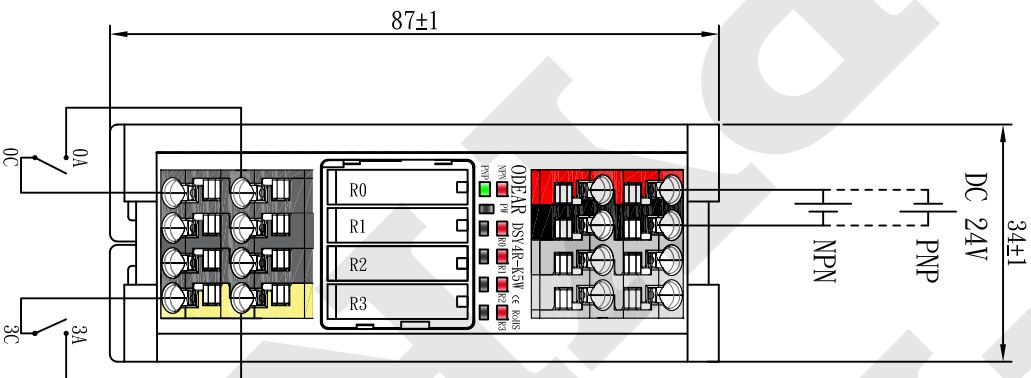 87±1
34±1
DC 24V
PNP
NPN
0A
0C
3A
3C
R0
R1
R2
R3
ODEAR DSY4R-K5W CE RoHS
NPN PW R0 R1 R2 R3
PNP